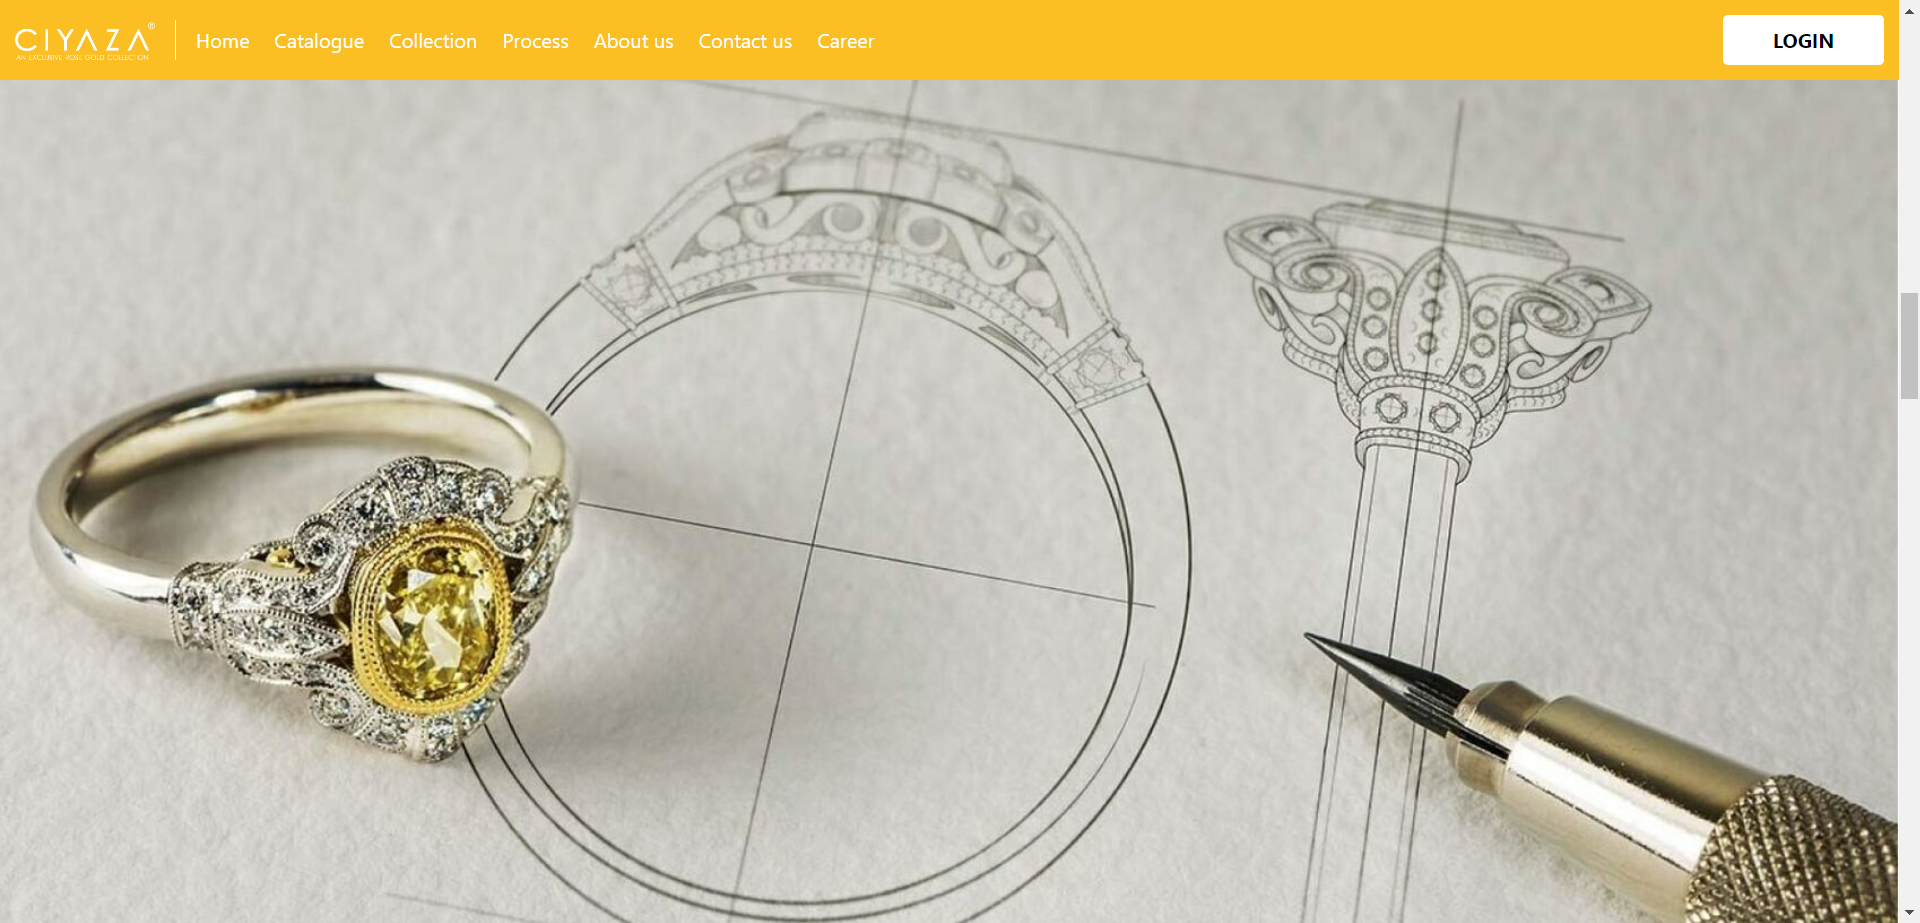 CIYAZA®
AN EXCLUSIVE ROSE GOLD COLLECTION
Home Catalogue Collection Process About us Contact us Career
LOGIN